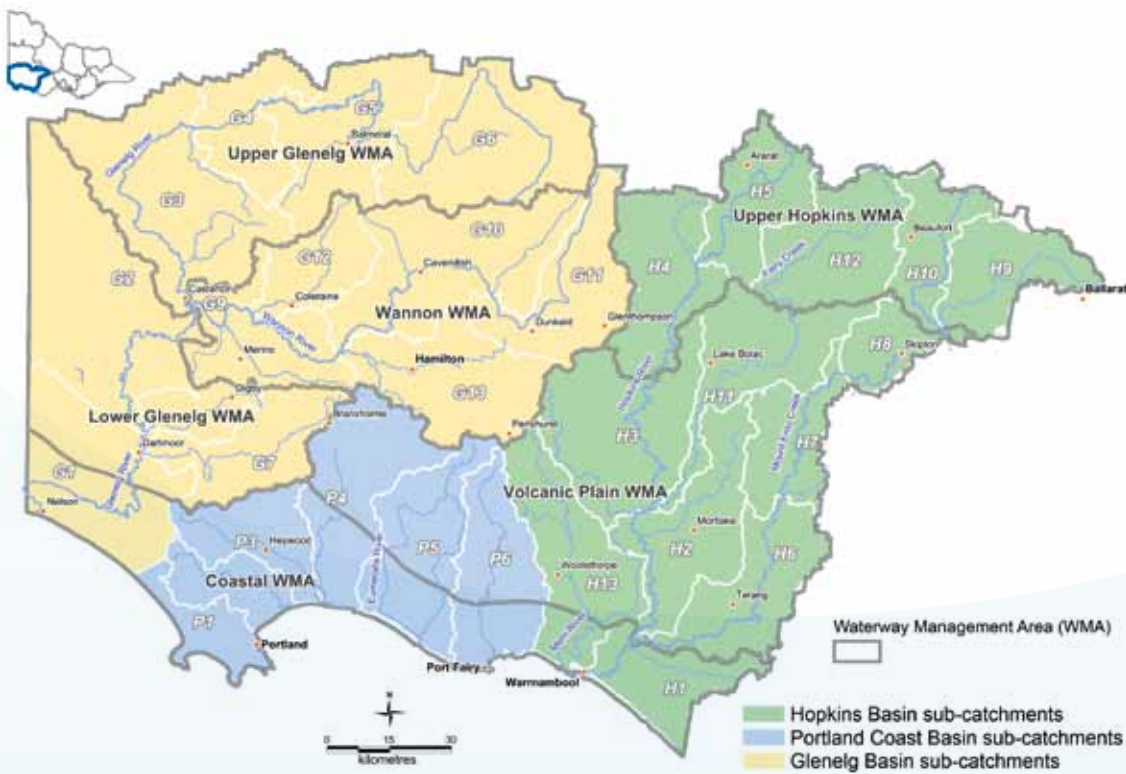 G4
G5
Glenelg River
Balmoral
G6
Upper Glenelg WMA
Ararat
H5
G3
Upper Hopkins WMA
Beaufort
G10
G2
G12
Cavendish
G11
H4
Fiery Creek
H12
H10
H9
Ballarat
Casterton
G9
Coleraine
Wannon River
Wannon WMA
Dunkeld
Glenthompson
Merino
Hamilton
Lake Bolac
H8
Skipton
Hopkins River
H11
Digby
G13
Lower Glenelg WMA
Branxholme
H3
Mount Emu Creek
Penshurst
H7
Dartmoor
G1
G7
Glenelg River
Nelson
P4
Volcanic Plain WMA
Mortlake
P3
Heywood
P5
P6
H2
H6
Coastal WMA
Eumeralla River
Woolsthorpe
H13
Terang
P1
Portland
Port Fairy
Warrnambool
H1
Waterway Management Area (WMA)
N
0 15 30
kilometres
Hopkins Basin sub-catchments
Portland Coast Basin sub-catchments
Glenelg Basin sub-catchments